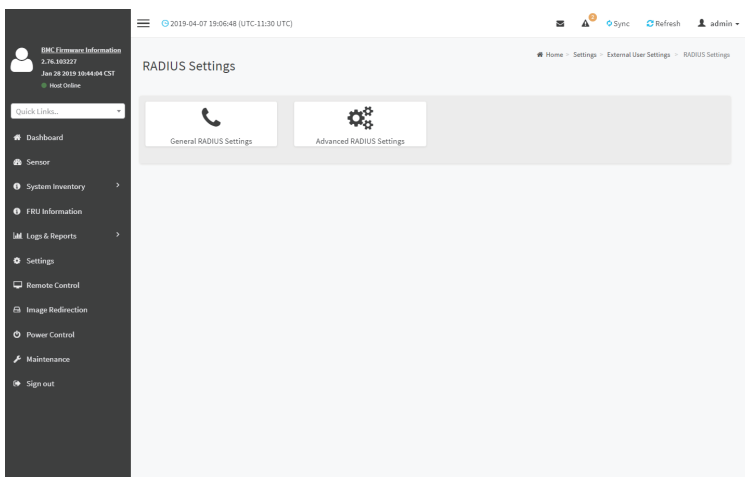 2019-04-07 19:06:48 (UTC-11:30 UTC)
2
Sync
Refresh
admin
BMC Firmware Information
2.76.103227
Jan 28 2019 10:44:04 CST
Host Online
RADIUS Settings
Home > Settings > External User Settings > RADIUS Settings
Quick Links..
Dashboard
Sensor
System Inventory
FRU Information
Logs & Reports
Settings
Remote Control
Image Redirection
Power Control
Maintenance
Sign out
General RADIUS Settings
Advanced RADIUS Settings